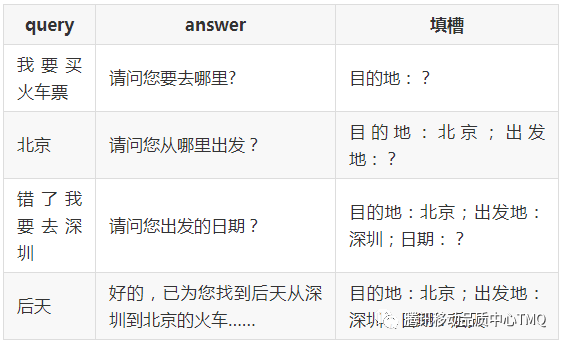 query answer 填槽
我要买
火车票
请问您要去哪里?
目的地:?
北京
请问您从哪里出发?
目的地:北京;出发
地:?
错了我
要去深
圳
请问您出发的日期?
目的地:北京;出发地:
深圳;日期:?
后天
好的,已为您找到后天从深
圳到北京的火车......
目的地:北京;出发地:
深圳
腾讯移动品质中心TMQ